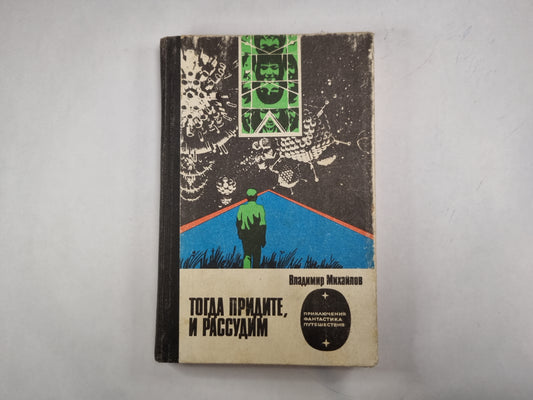 Владимир Михайлов
ТОГДА ПРИДИТЕ,
И РАССУДИМ
ПРИКЛЮЧЕНИЯ
ФАНТАСТИКА
ПУТЕШЕСТВИЯ